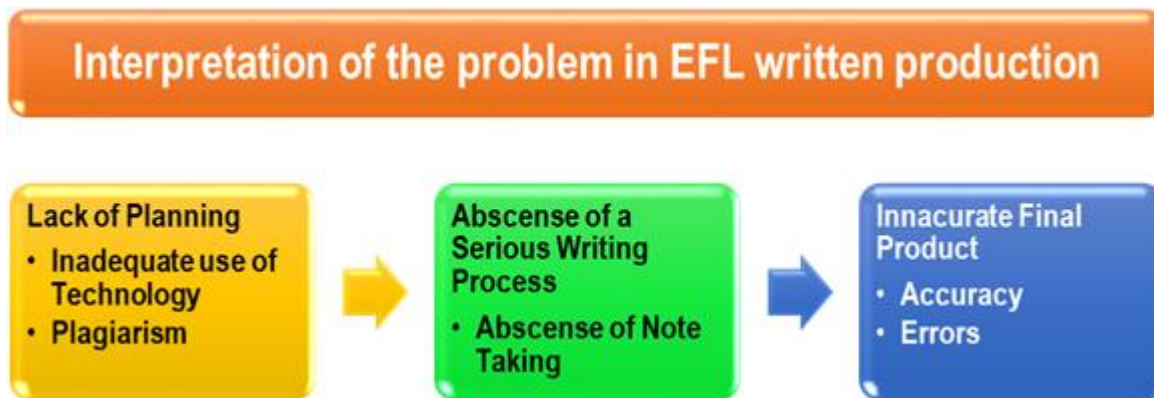 Interpretation of the problem in EFL written production
Lack of Planning
• Inadequate use of
Technology
• Plagiarism
Abscense of a
Serious Writing
Process
• Abscense of Note
Taking
Innacurate Final
Product
• Accuracy
• Errors